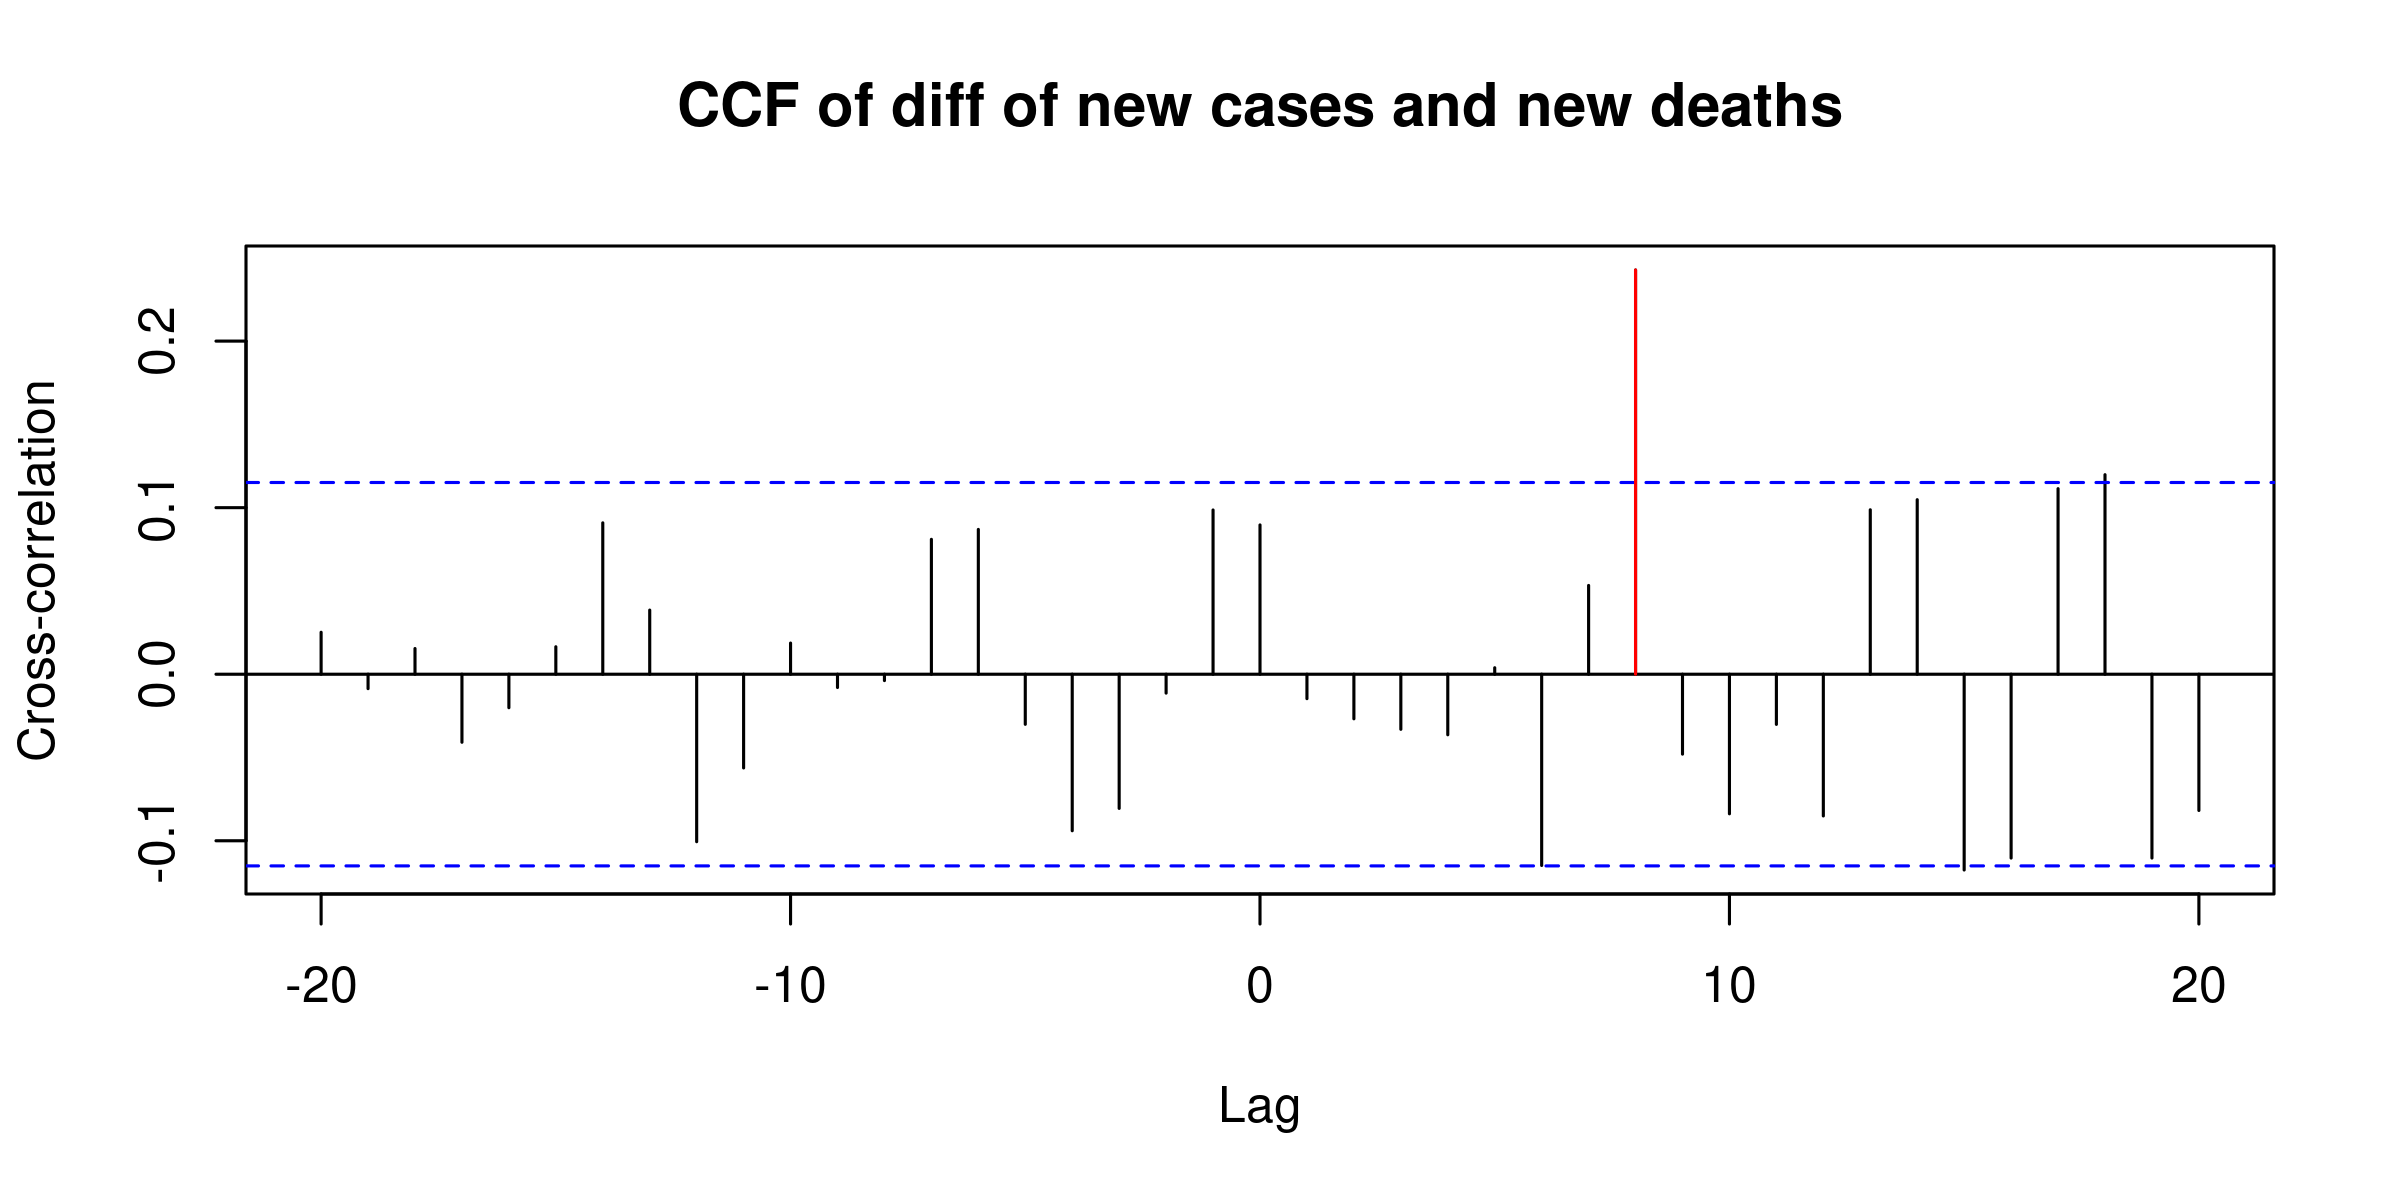 CCF of diff of new cases and new deaths
Cross-correlation
0.2
0.1
0.0
-0.1
-20 -10 0 10 20
Lag